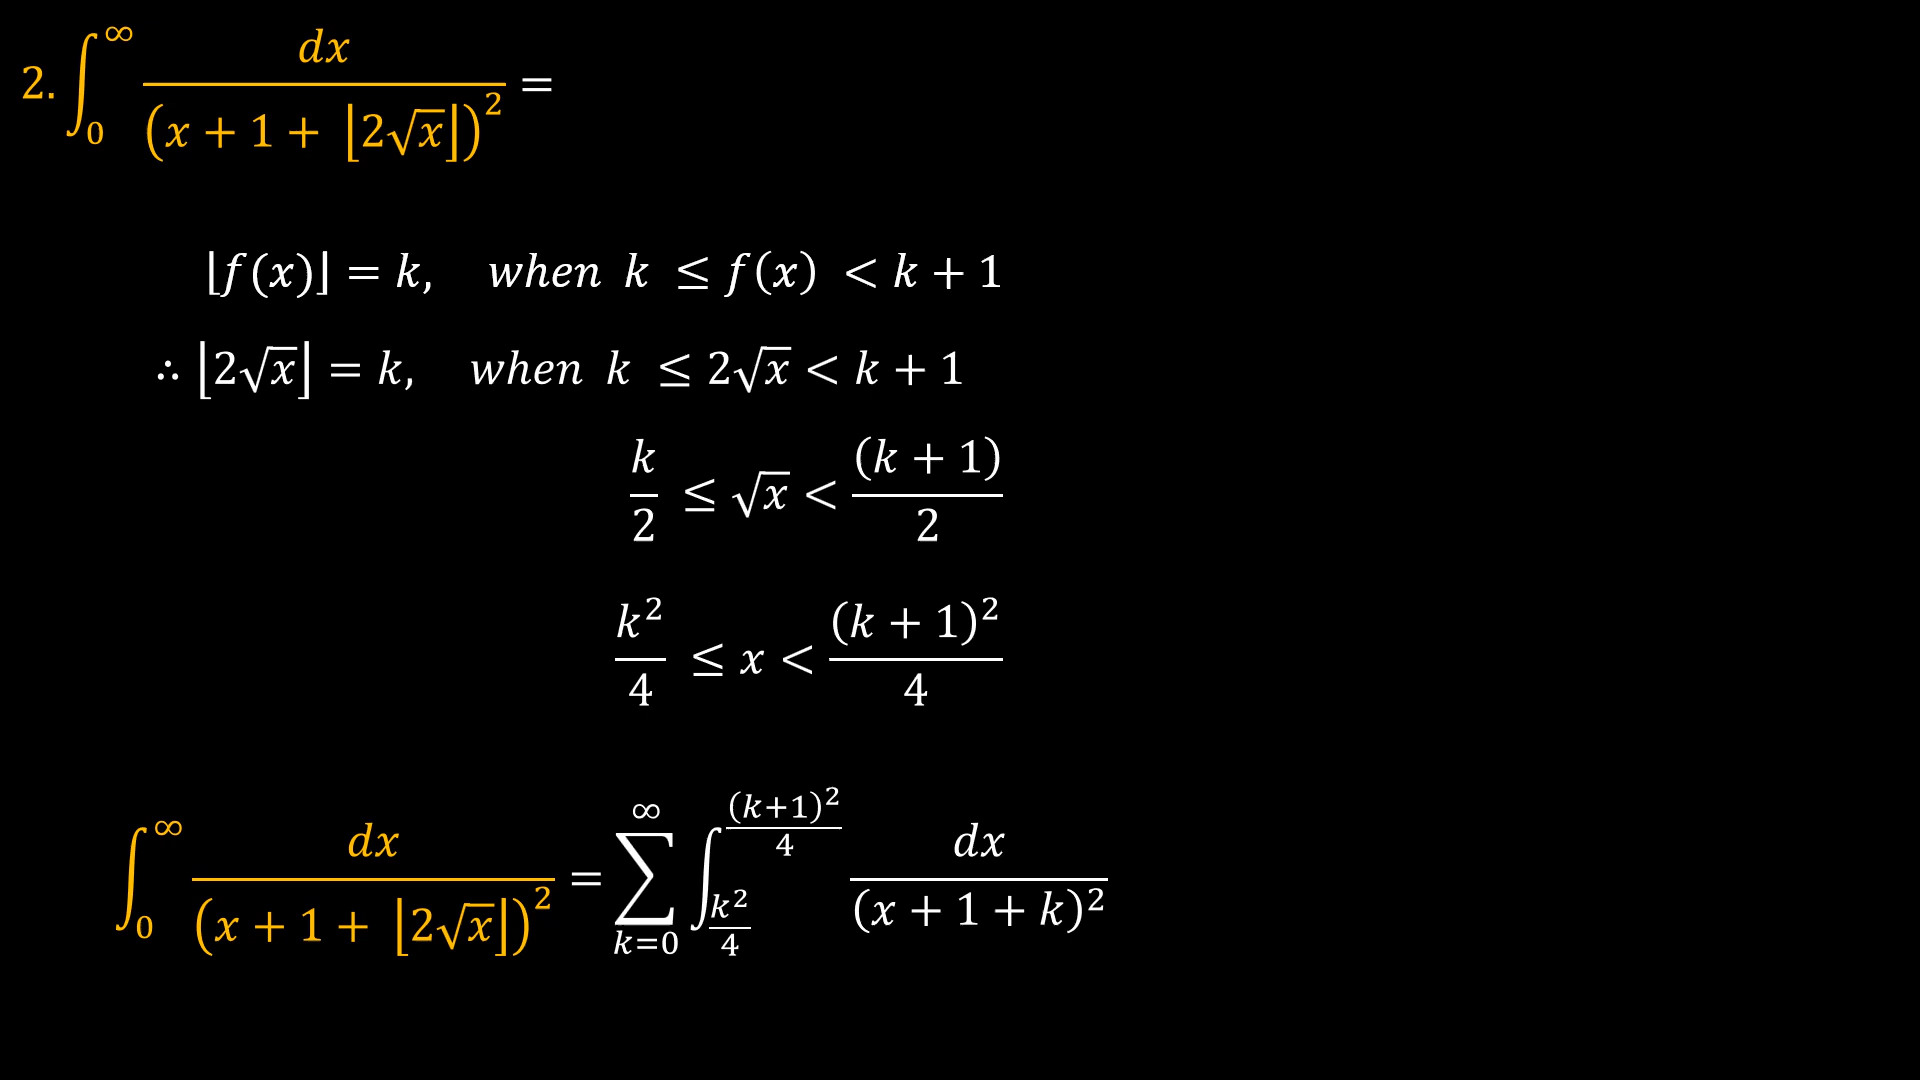 2. ∫₀^∞ dx / (x + 1 + ⌊2√x⌋)² =
⌊f(x)⌋ = k, when k ≤ f(x) < k + 1
∴ ⌊2√x⌋ = k, when k ≤ 2√x < k + 1
k/2 ≤ √x < (k + 1)/2
k²/4 ≤ x < (k + 1)²/4
∫₀^∞ dx / (x + 1 + ⌊2√x⌋)² = ∑_{k=0}^∞ ∫_{k²/4}^{(k+1)²/4} dx / (x + 1 + k)²